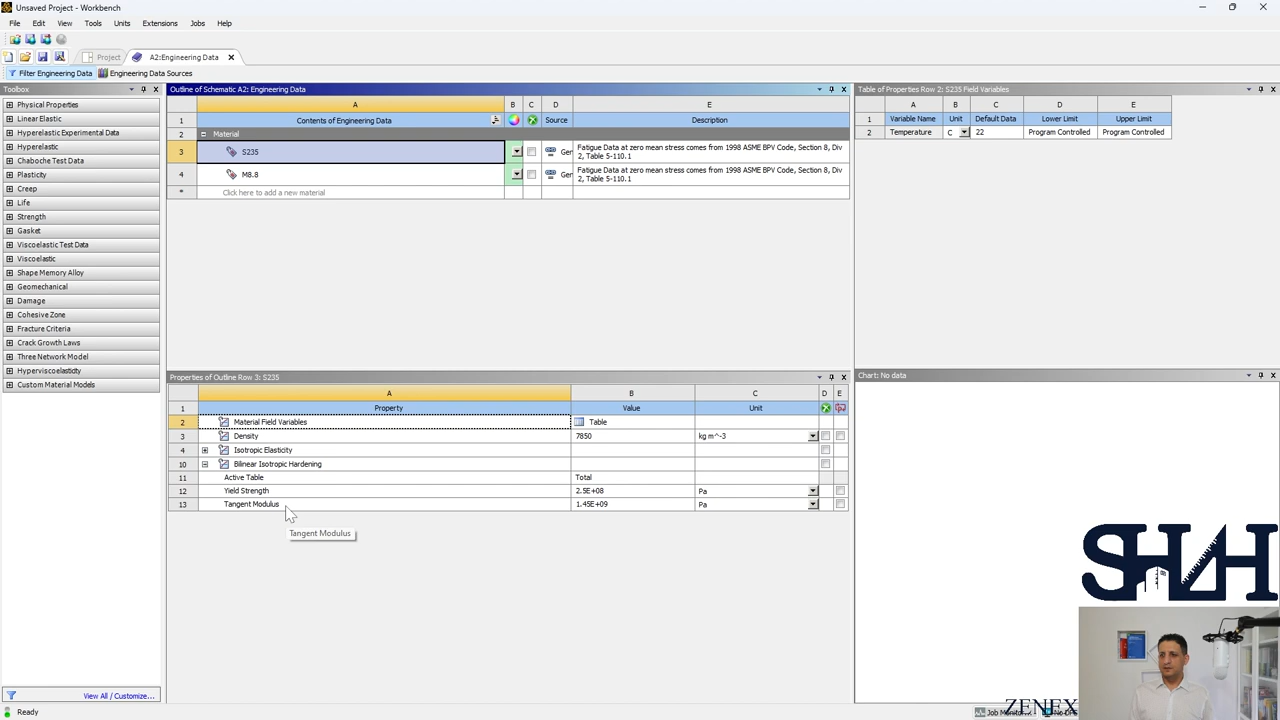 Unsaved Project - Workbench
File Edit View Tools Units Extensions Jobs Help
Project A2:Engineering Data
Filter Engineering Data Engineering Data Sources
Toolbox
Physical Properties
Linear Elastic
Hyperelastic Experimental Data
Hyperelastic
Chaboche Test Data
Plasticity
Creep
Life
Strength
Gasket
Viscoelastic Test Data
Viscoelastic
Shape Memory Alloy
Geomechanical
Damage
Cohesive Zone
Fracture Criteria
Crack Growth Laws
Three Network Model
Hyperviscoelasticity
Custom Material Models
View All / Customize...
Ready
Outline of Schematic A2: Engineering Data
A B C D E
1 Contents of Engineering Data Source Description
2 Material
3 S235 Ger Fatigue Data at zero mean stress comes from 1998 ASME BPV Code, Section 8, Div
2, Table 5-110.1
4 M8.8 Ger Fatigue Data at zero mean stress comes from 1998 ASME BPV Code, Section 8, Div
2, Table 5-110.1
* Click here to add a new material
Properties of Outline Row 3: S235
A B C D E
1 Property Value Unit
2 Material Field Variables Table
3 Density 7850 kg m^-3
4 Isotropic Elasticity
10 Bilinear Isotropic Hardening
11 Active Table Total
12 Yield Strength 2.5E+08 Pa
13 Tangent Modulus 1.45E+09 Pa
Tangent Modulus
Table of Properties Row 2: S235 Field Variables
A B C D E
1 Variable Name Unit Default Data Lower Limit Upper Limit
2 Temperature C 22 Program Controlled Program Controlled
Chart: No data
SHZH
ZENEX
Job Monitor... No DPS